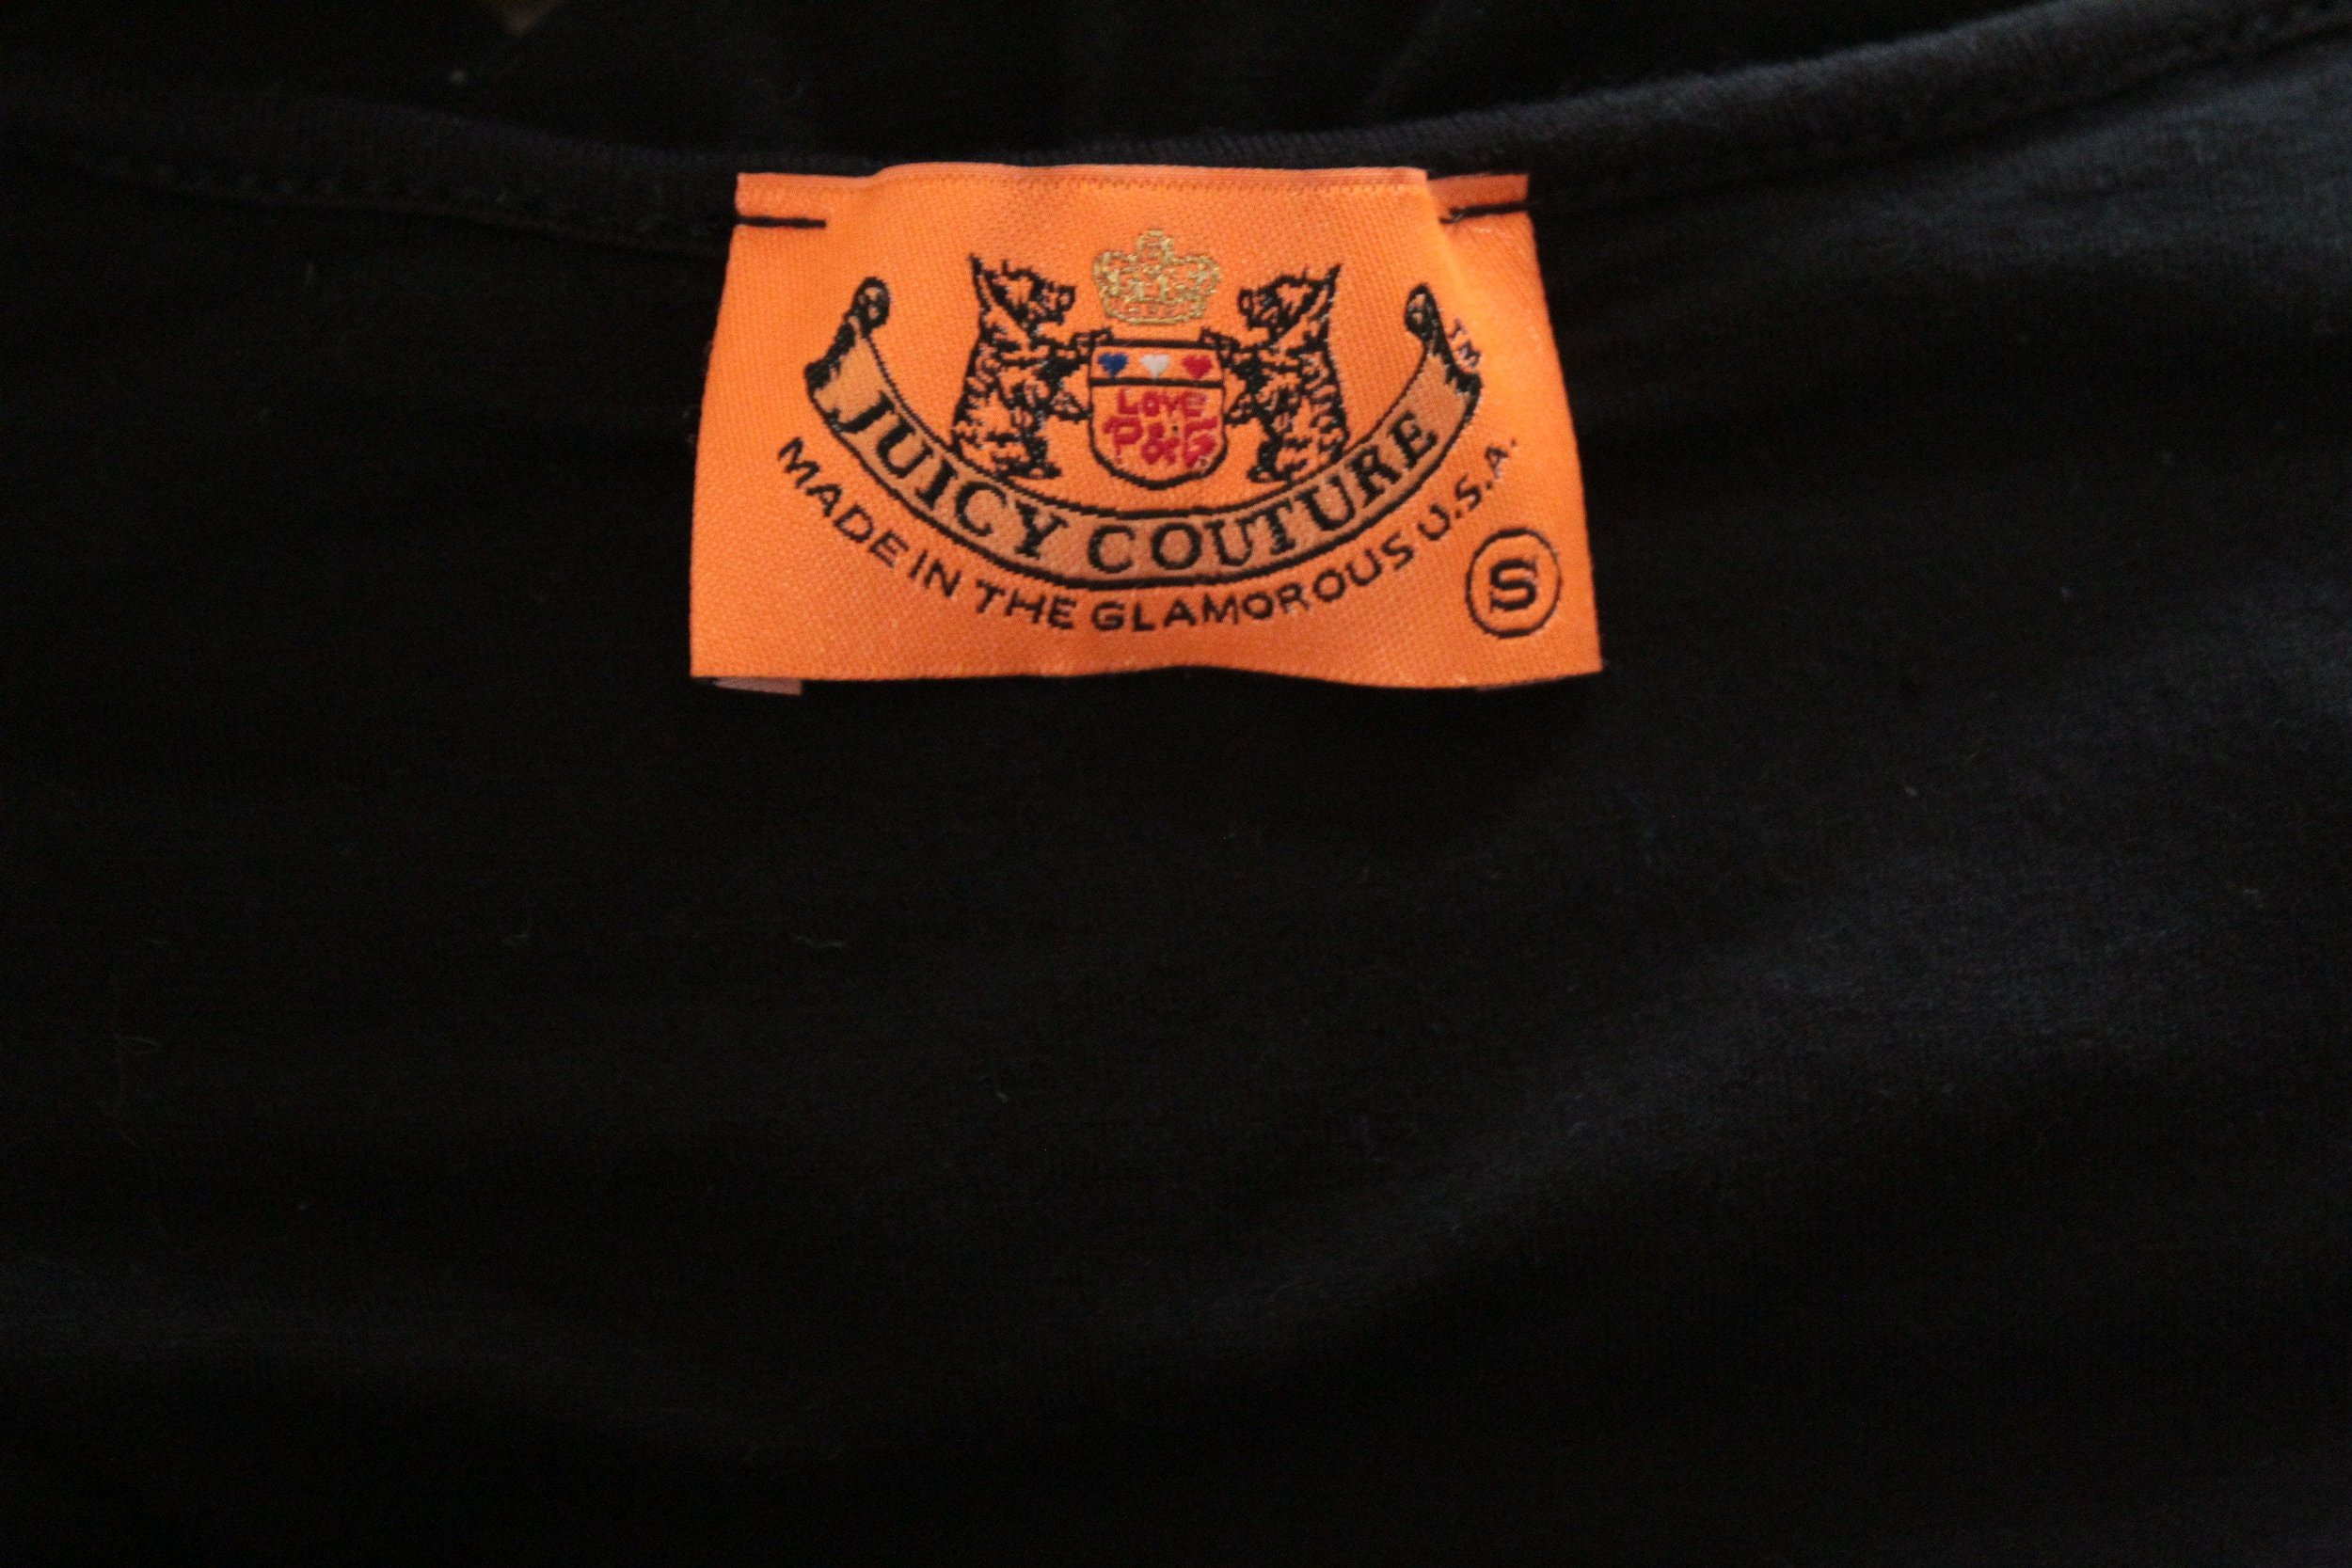 LOVE
P&G
JUICY COUTURE
TM
MADE IN THE GLAMOROUS U.S.A.
S